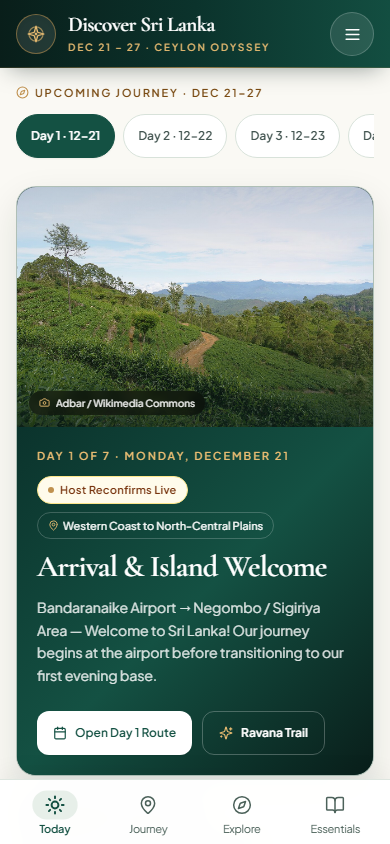 Discover Sri Lanka
DEC 21 – 27 · CEYLON ODYSSEY
UPCOMING JOURNEY · DEC 21–27
Day 1 · 12–21
Day 2 · 12–22
Day 3 · 12–23
Da
Adbar / Wikimedia Commons
DAY 1 OF 7 · MONDAY, DECEMBER 21
Host Reconfirms Live
Western Coast to North-Central Plains
Arrival & Island Welcome
Bandaranaike Airport → Negombo / Sigiriya
Area — Welcome to Sri Lanka! Our journey
begins at the airport before transitioning to our
first evening base.
Open Day 1 Route
Ravana Trail
Today
Journey
Explore
Essentials